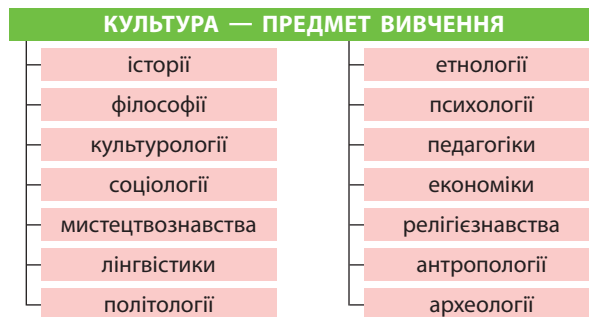 КУЛЬТУРА — ПРЕДМЕТ ВИВЧЕННЯ
історії
філософії
культурології
соціології
мистецтвознавства
лінгвістики
політології
етнології
психології
педагогіки
економіки
релігієзнавства
антропології
археології